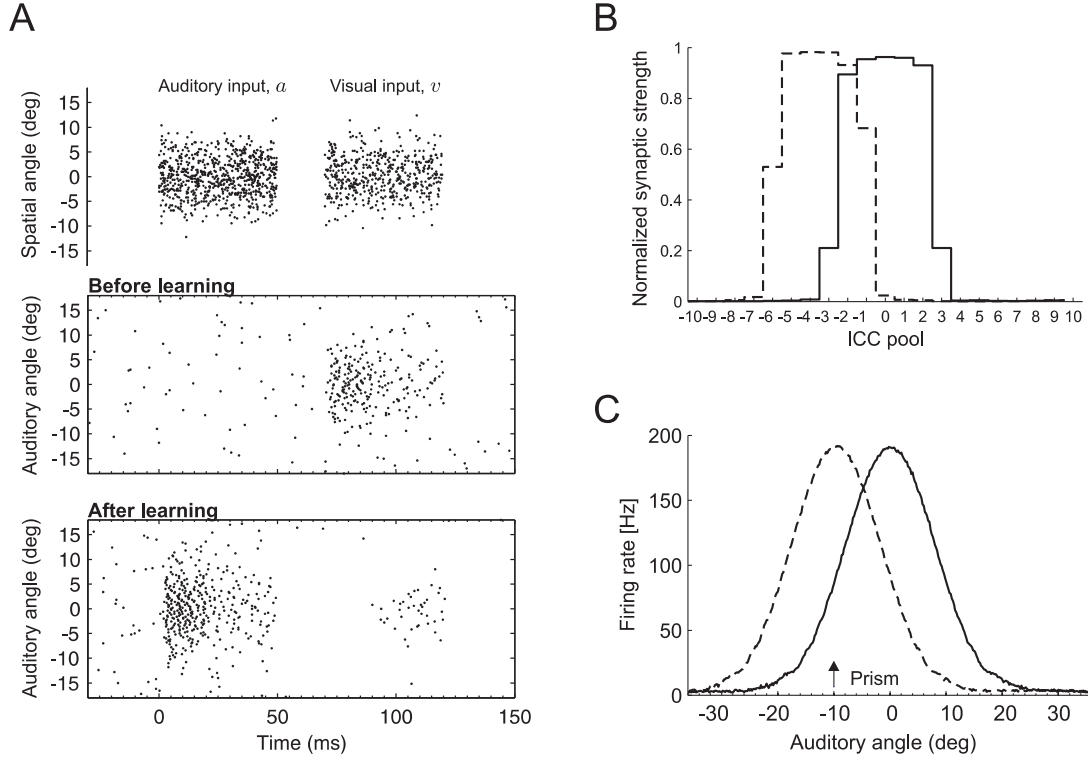 A
Auditory input, a
Visual input, v
Spatial angle (deg)
15
10
5
0
-5
-10
-15
Before learning
Auditory angle (deg)
15
10
5
0
-5
-10
-15
After learning
Auditory angle (deg)
15
10
5
0
-5
-10
-15
0 50 100 150
Time (ms)
B
Normalized synaptic strength
1
0.8
0.6
0.4
0.2
0
-10 -9 -8 -7 -6 -5 -4 -3 -2 -1 0 1 2 3 4 5 6 7 8 9 10
ICC pool
C
Firing rate [Hz]
200
150
100
50
0
Prism
-30 -20 -10 0 10 20 30
Auditory angle (deg)